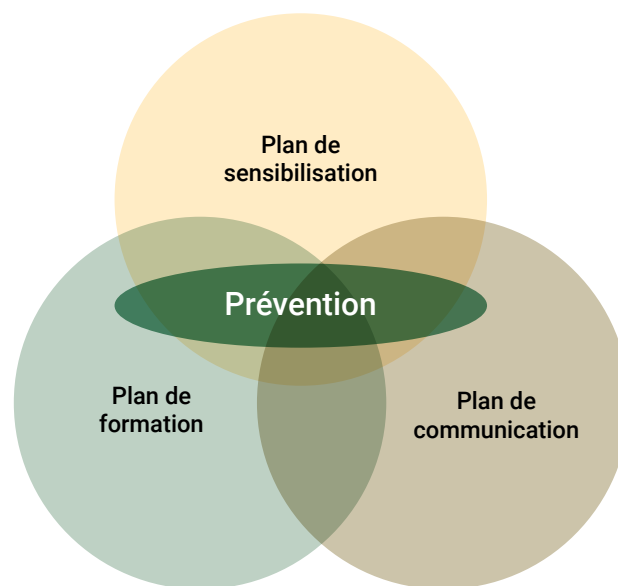 Plan de
sensibilisation
Prévention
Plan de
formation
Plan de
communication